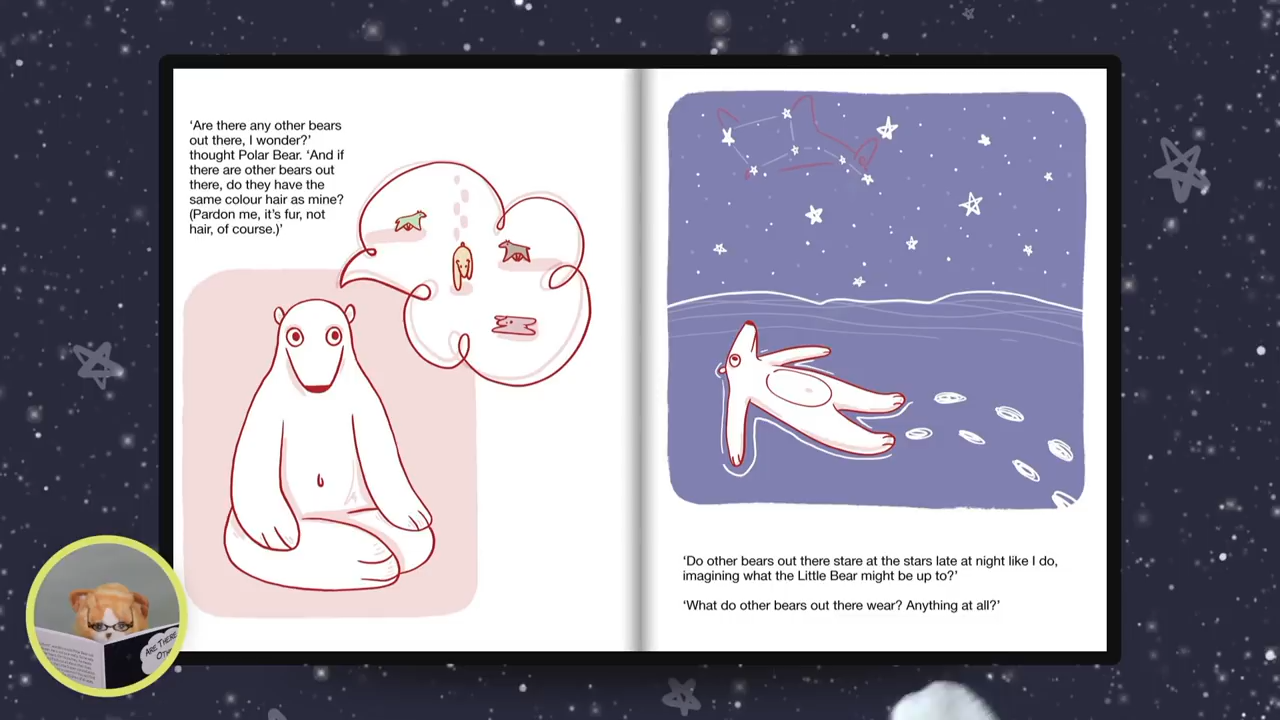 ‘Are there any other bears
out there, I wonder?’
thought Polar Bear. ‘And if
there are other bears out
there, do they have the
same colour hair as mine?
(Pardon me, it’s fur, not
hair, of course.)’
‘Do other bears out there stare at the stars late at night like I do,
imagining what the Little Bear might be up to?’
‘What do other bears out there wear? Anything at all?’
ARE THERE